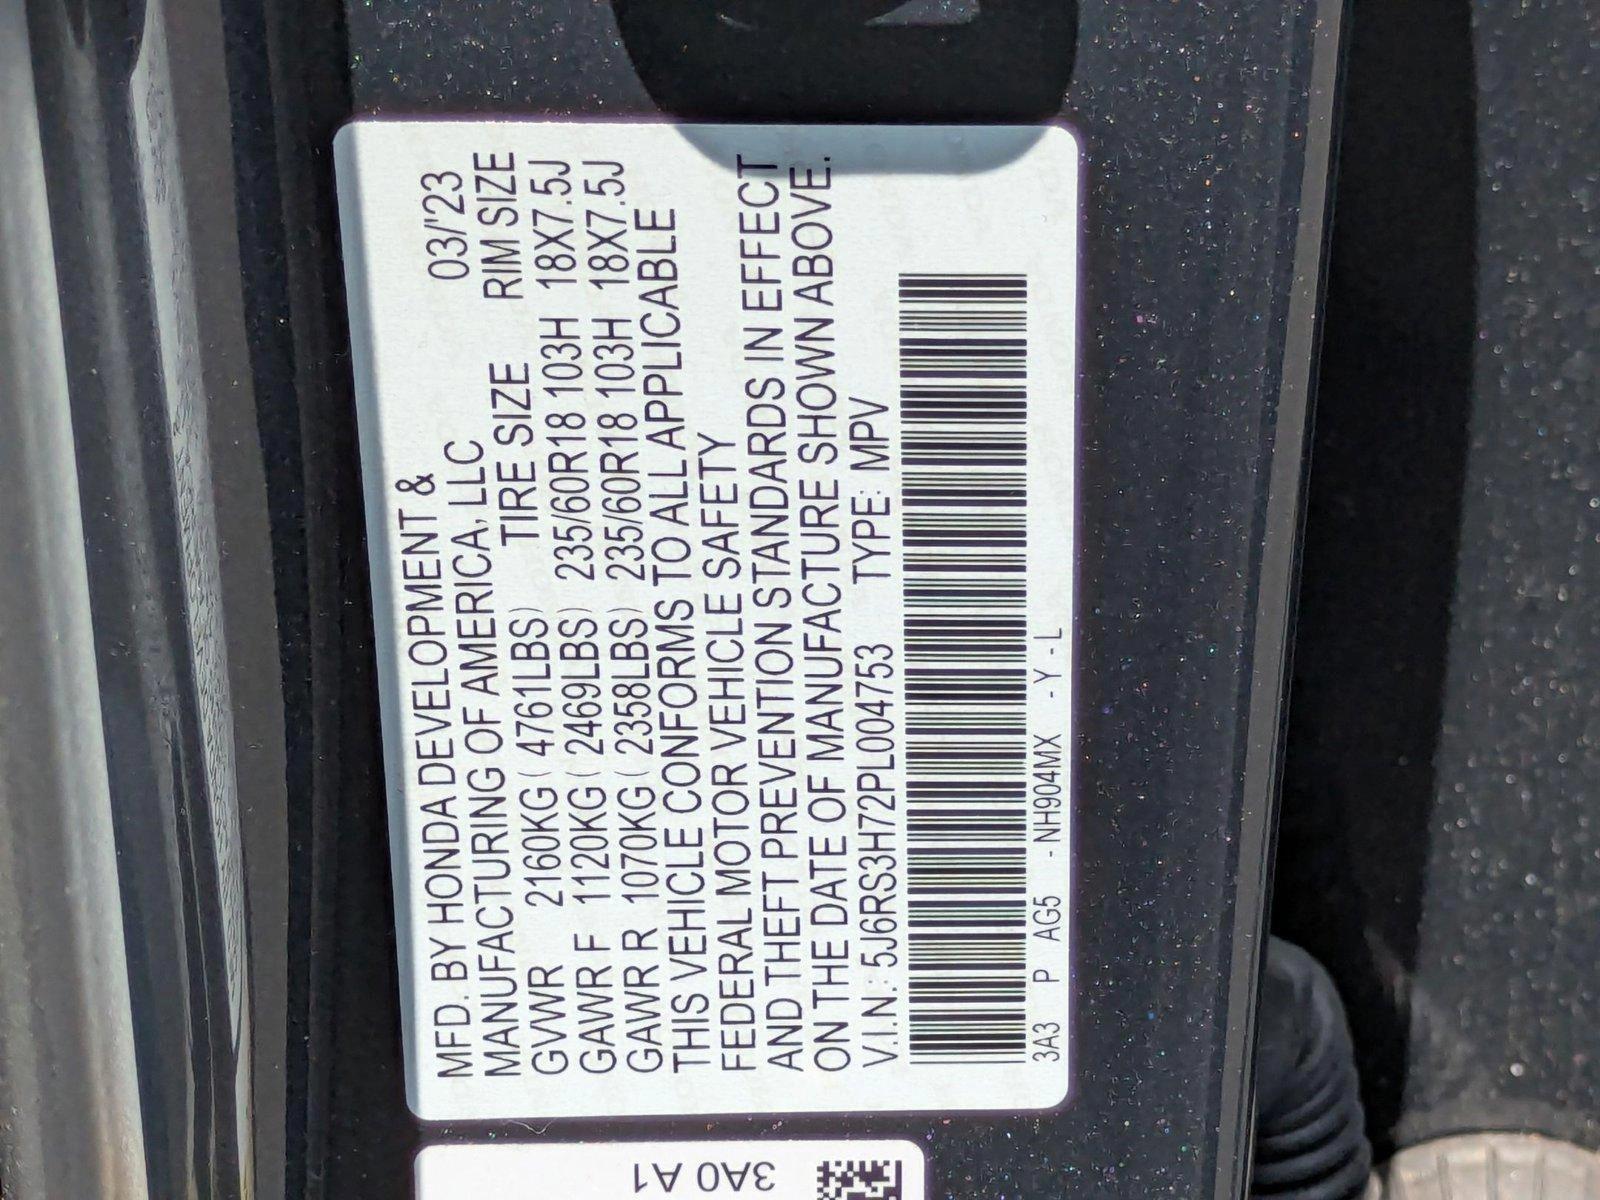 MFD. BY HONDA DEVELOPMENT &
MANUFACTURING OF AMERICA, LLC 03/'23
TIRE SIZE RIM SIZE
GVWR 2160KG ( 4761LBS)
GAWR F 1120KG ( 2469LBS) 235/60R18 103H 18X7.5J
GAWR R 1070KG ( 2358LBS) 235/60R18 103H 18X7.5J
THIS VEHICLE CONFORMS TO ALL APPLICABLE
FEDERAL MOTOR VEHICLE SAFETY
AND THEFT PREVENTION STANDARDS IN EFFECT
ON THE DATE OF MANUFACTURE SHOWN ABOVE.
V.I.N.: 5J6RS3H72PL004753 TYPE: MPV
3A3 P AG5 -NH904MX -Y -L
3A0 A1